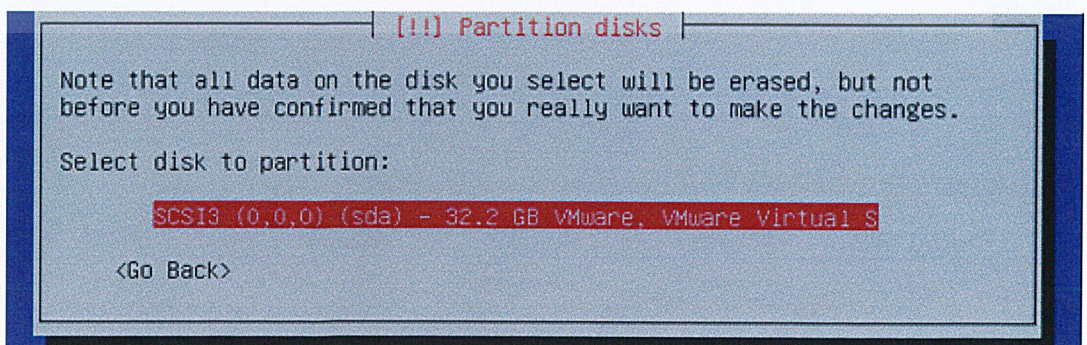 [!!] Partition disks
Note that all data on the disk you select will be erased, but not
before you have confirmed that you really want to make the changes.
Select disk to partition:
SCSI3 (0,0,0) (sda) - 32.2 GB VMware, VMware Virtual S
<Go Back>